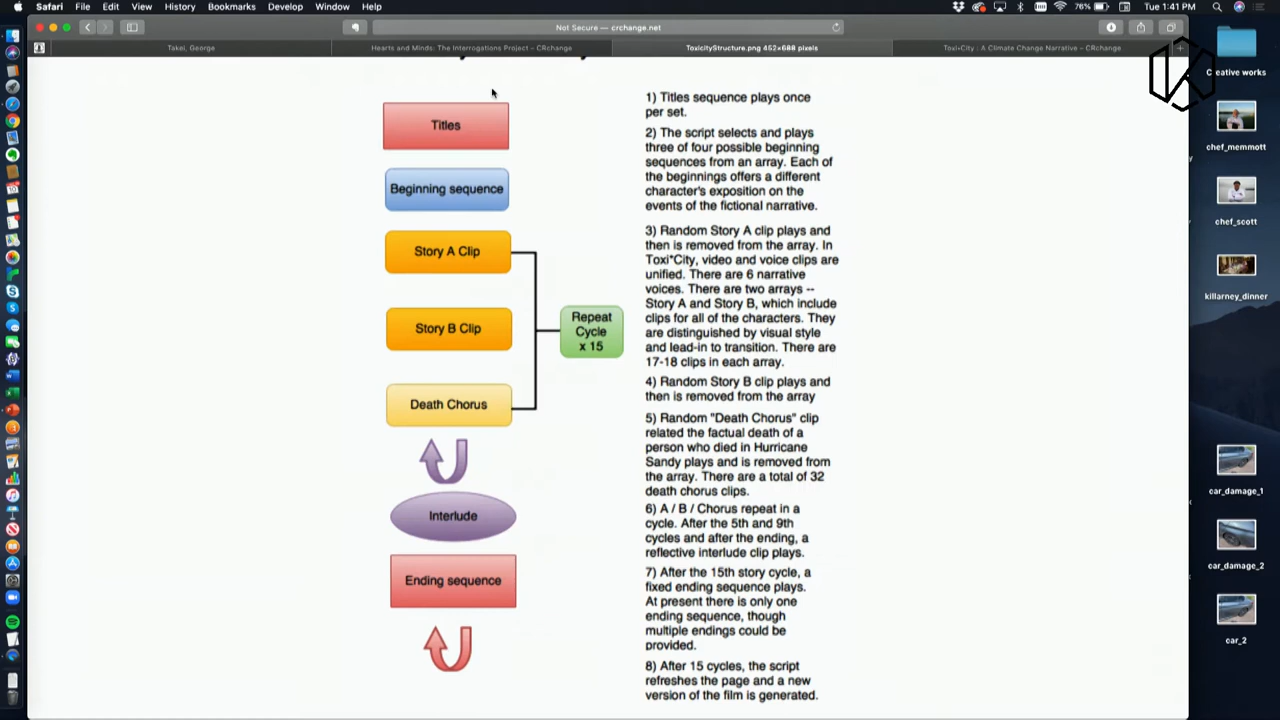 Safari File Edit View History Bookmarks Develop Window Help
76% Tue 1:41 PM
Not Secure — crchange.net
Takei, George
Hearts and Minds: The Interrogations Project – CRchange
ToxicityStructure.png 452×680 pixels
Toxi•City : A Climate Change Narrative – CRchange
Titles
Beginning sequence
Story A Clip
Story B Clip
Death Chorus
Repeat
Cycle
x 15
Interlude
Ending sequence
1) Titles sequence plays once
per set.
2) The script selects and plays
three of four possible beginning
sequences from an array. Each of
the beginnings offers a different
character's exposition on the
events of the fictional narrative.
3) Random Story A clip plays and
then is removed from the array. In
Toxi*City, video and voice clips are
unified. There are 6 narrative
voices. There are two arrays --
Story A and Story B, which include
clips for all of the characters. They
are distinguished by visual style
and lead-in to transition. There are
17-18 clips in each array.
4) Random Story B clip plays and
then is removed from the array
5) Random "Death Chorus" clip
related the factual death of a
person who died in Hurricane
Sandy plays and is removed from
the array. There are a total of 32
death chorus clips.
6) A / B / Chorus repeat in a
cycle. After the 5th and 9th
cycles and after the ending, a
reflective interlude clip plays.
7) After the 15th story cycle, a
fixed ending sequence plays.
At present there is only one
ending sequence, though
multiple endings could be
provided.
8) After 15 cycles, the script
refreshes the page and a new
version of the film is generated.
Creative works
chef_memmott
chef_scott
killarney_dinner
car_damage_1
car_damage_2
car_2